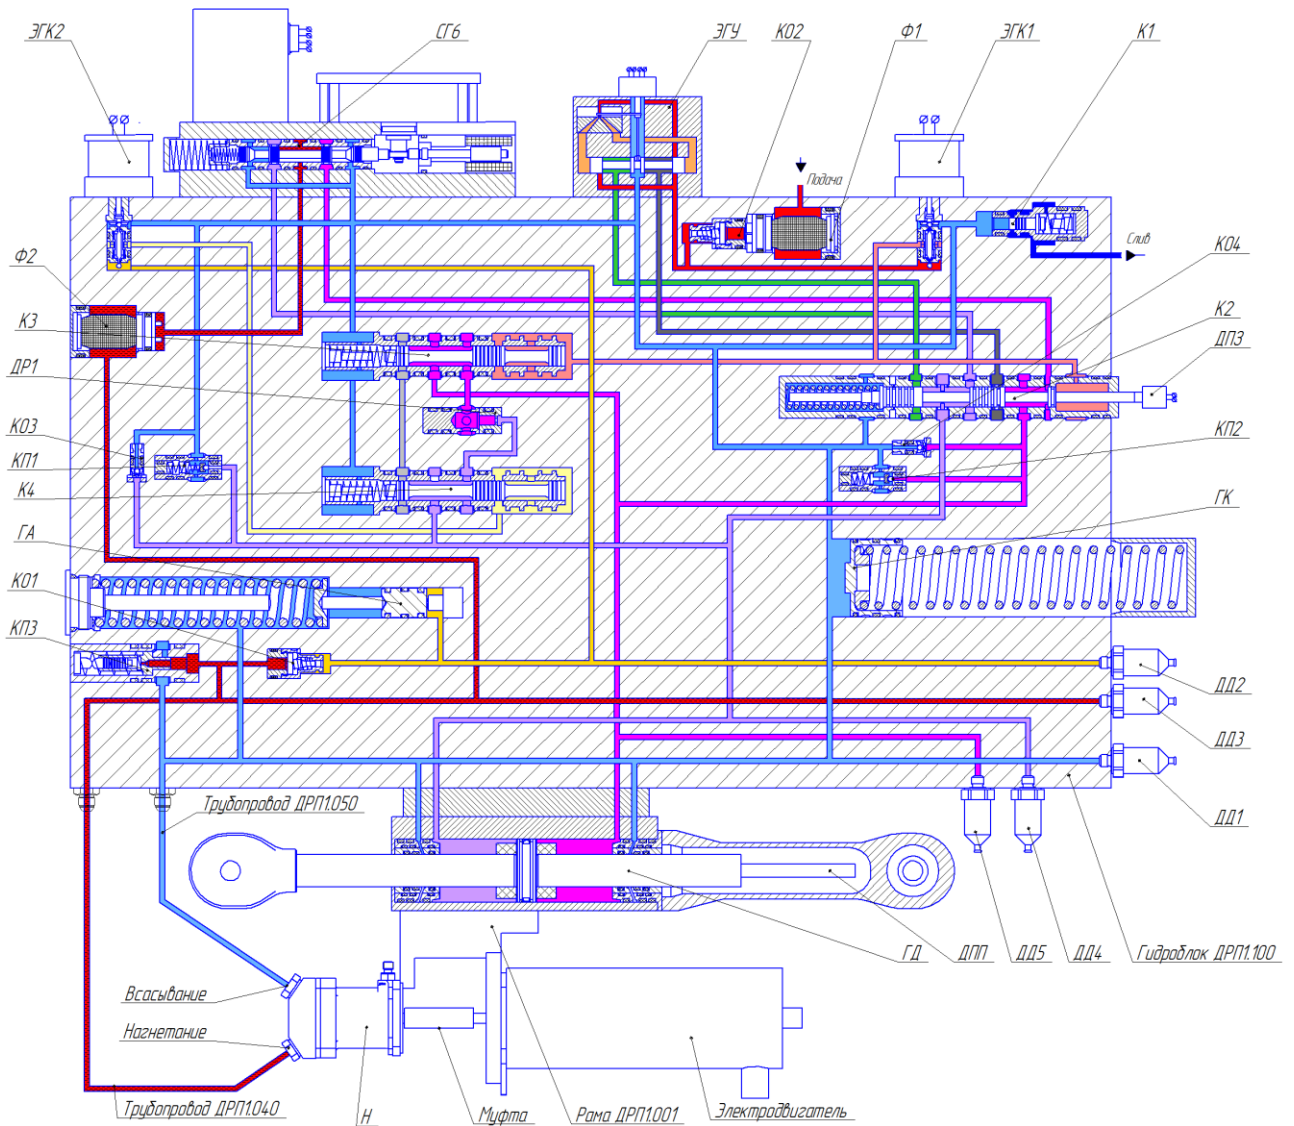 ЭГК2
СГ6
ЭГУ
КО2
Ф1
ЭГК1
К1
Подача
Слив
Ф2
КО4
К3
К2
ДР1
ДПЗ
КО3
КП2
КП1
К4
ГК
ГА
КО1
КП3
ДД2
ДД3
Трубопровод ДРП1.050
ДД1
ГД
ДПП
ДД5
ДД4
Гидроблок ДРП1.100
Всасывание
Нагнетание
Трубопровод ДРП1.040
Н
Муфта
Рама ДРП1.001
Электродвигатель